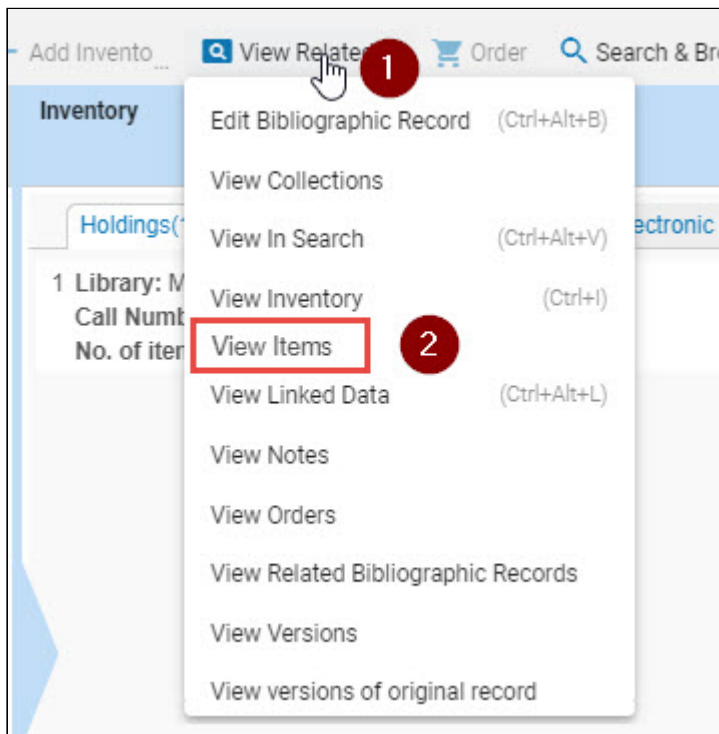 Add Invento... View Related 1 Order Search & Bro
Inventory
Edit Bibliographic Record (Ctrl+Alt+B)
View Collections
Holdings(1 ectronic
View In Search (Ctrl+Alt+V)
1 Library: M
View Inventory (Ctrl+I)
Call Numb
View Items 2
No. of iter
View Linked Data (Ctrl+Alt+L)
View Notes
View Orders
View Related Bibliographic Records
View Versions
View versions of original record